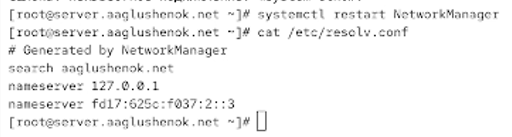 [root@server.aaglushenok.net ~]# systemctl restart NetworkManager
[root@server.aaglushenok.net ~]# cat /etc/resolv.conf
# Generated by NetworkManager
search aaglushenok.net
nameserver 127.0.0.1
nameserver fd17:625c:f037:2::3
[root@server.aaglushenok.net ~]#